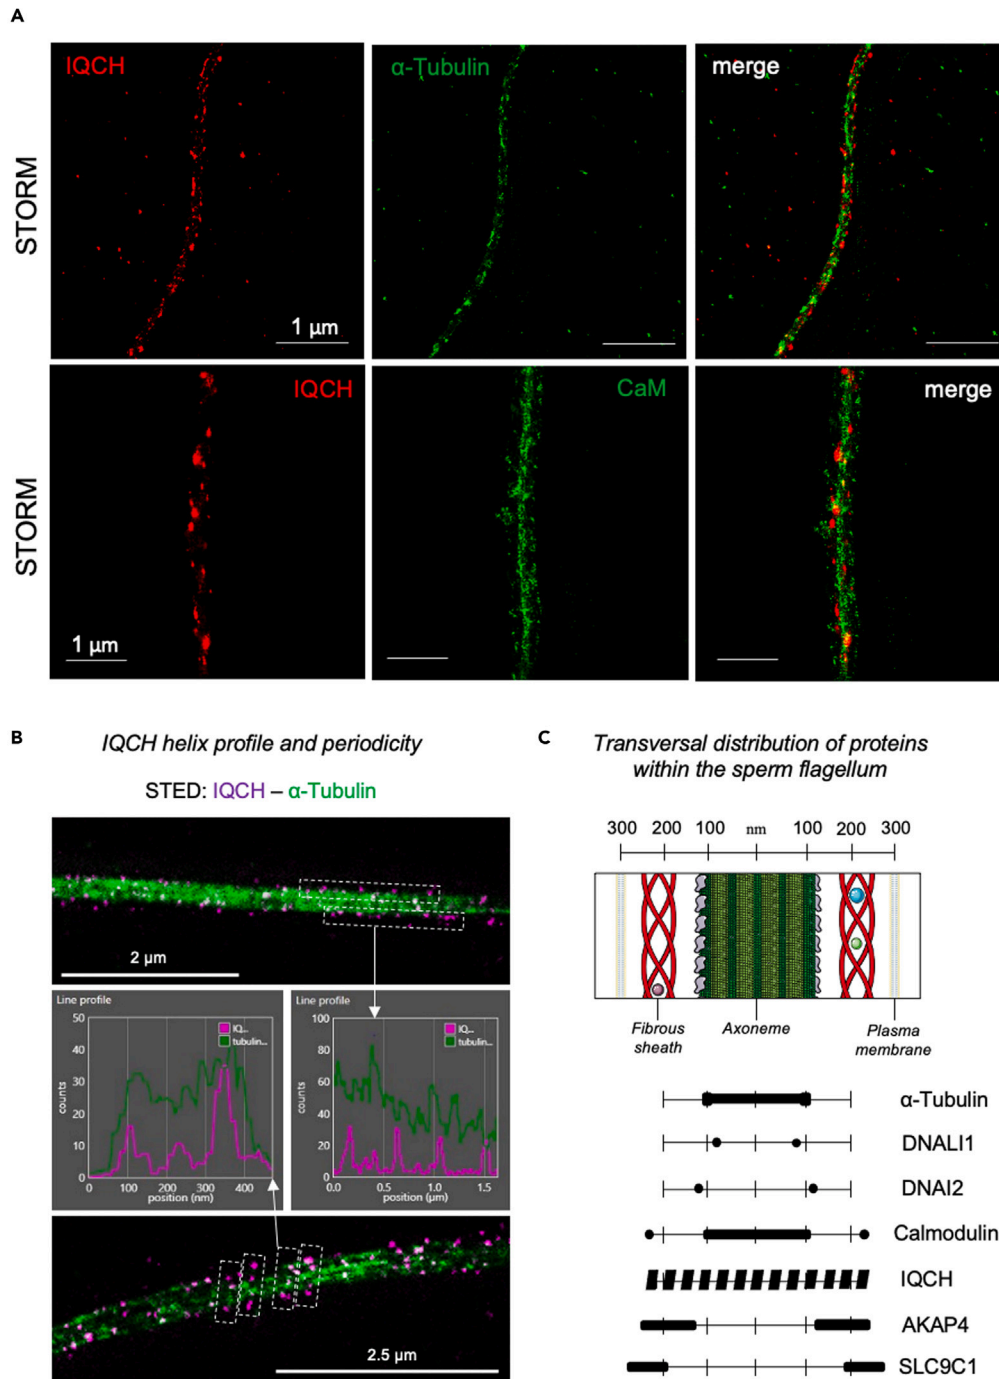 A
STORM
IQCH
1 µm
α-Tubulin
merge
STORM
IQCH
1 µm
CaM
merge
B
IQCH helix profile and periodicity
STED: IQCH – α-Tubulin
2 µm
Line profile
50
40
30
20
10
0
counts
IQ...
tubulin...
0 100 200 300 400
position (nm)
Line profile
100
80
60
40
20
0
counts
IQ...
tubulin...
0.0 0.5 1.0 1.5
position (µm)
2.5 µm
C
Transversal distribution of proteins
within the sperm flagellum
300 200 100 nm 100 200 300
Fibrous
sheath
Axoneme
Plasma
membrane
α-Tubulin
DNALI1
DNAI2
Calmodulin
IQCH
AKAP4
SLC9C1